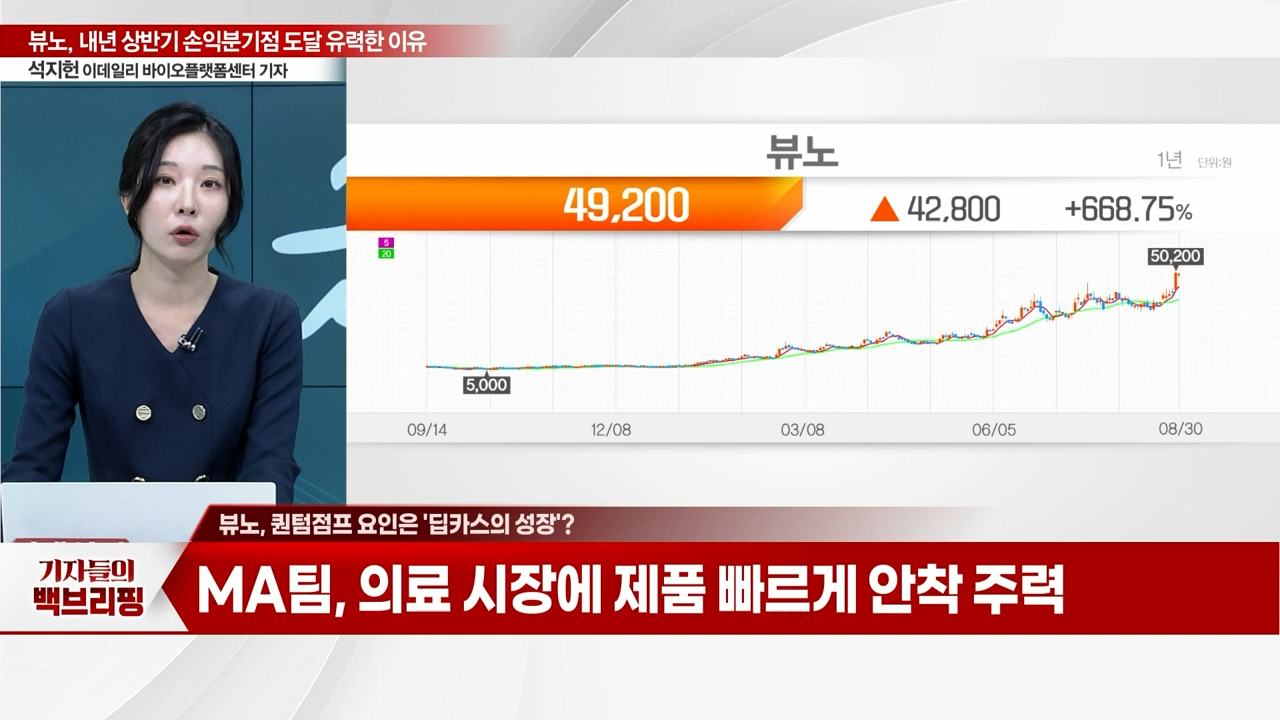 뷰노, 내년 상반기 손익분기점 도달 유력한 이유
석지헌 이데일리 바이오플랫폼센터 기자
뷰노
1년 단위:원
49,200 ▲ 42,800 +668.75%
5
20
50,200
5,000
09/14 12/08 03/08 06/05 08/30
뷰노, 퀀텀점프 요인은 '딥카스의 성장'?
기자들의
백브리핑
MA팀, 의료 시장에 제품 빠르게 안착 주력